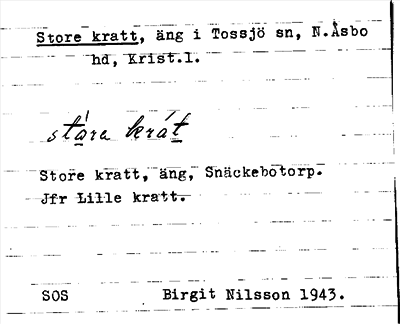 Store kratt, äng i Tossjö sn, N.Åsbo
hd, Krist.l.
stára krát
Store kratt, äng, Snäckebotorp.
Jfr Lille kratt.
SOS Birgit Nilsson 1943.